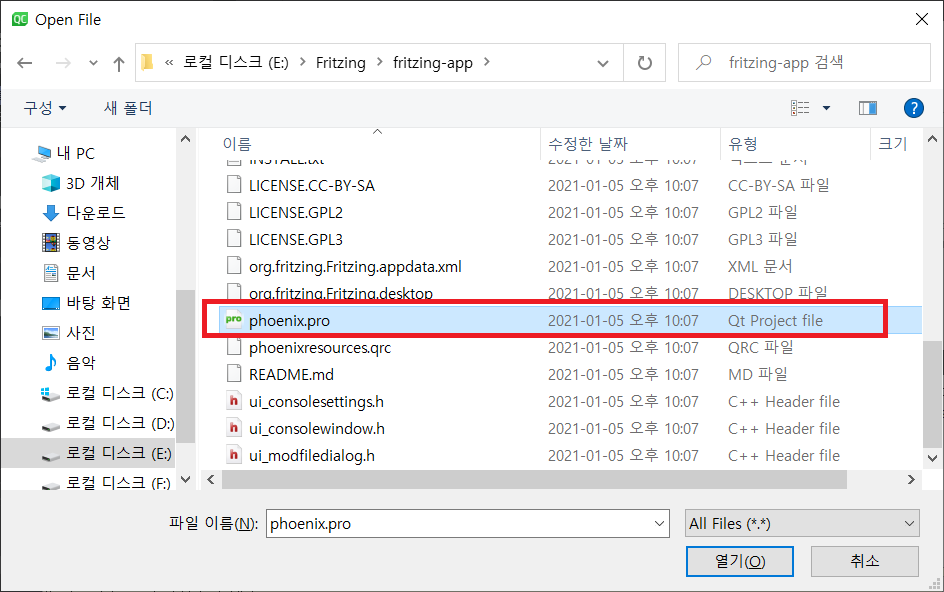 QC Open File
« 로컬 디스크 (E:) > Fritzing > fritzing-app >
fritzing-app 검색
구성
새 폴더
?
이름
수정한 날짜
유형
크기
내 PC
3D 개체
다운로드
동영상
문서
바탕 화면
사진
음악
로컬 디스크 (C:)
로컬 디스크 (D:)
로컬 디스크 (E:)
로컬 디스크 (F:)
INSTALL.txt 2021-01-05 오후 10:07 텍스트 문서
LICENSE.CC-BY-SA 2021-01-05 오후 10:07 CC-BY-SA 파일
LICENSE.GPL2 2021-01-05 오후 10:07 GPL2 파일
LICENSE.GPL3 2021-01-05 오후 10:07 GPL3 파일
org.fritzing.Fritzing.appdata.xml 2021-01-05 오후 10:07 XML 문서
org.fritzing.Fritzing.desktop 2021-01-05 오후 10:07 DESKTOP 파일
pro phoenix.pro 2021-01-05 오후 10:07 Qt Project file
phoenixresources.qrc 2021-01-05 오후 10:07 QRC 파일
README.md 2021-01-05 오후 10:07 MD 파일
h ui_consolesettings.h 2021-01-05 오후 10:07 C++ Header file
h ui_consolewindow.h 2021-01-05 오후 10:07 C++ Header file
h ui_modfiledialog.h 2021-01-05 오후 10:07 C++ Header file
파일 이름(N): phoenix.pro
All Files (*.*)
열기(O)
취소